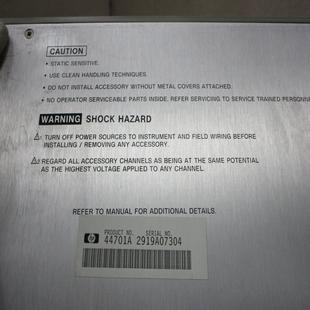 CAUTION
• STATIC SENSITIVE.
• USE CLEAN HANDLING TECHNIQUES.
• DO NOT INSTALL ACCESSORY WITHOUT METAL COVERS ATTACHED.
• NO OPERATOR SERVICEABLE PARTS INSIDE, REFER SERVICING TO SERVICE TRAINED PERSONNE
WARNING SHOCK HAZARD
⚠ TURN OFF POWER SOURCES TO INSTRUMENT AND FIELD WIRING BEFORE
INSTALLING / REMOVING ANY ACCESSORY.
⚠ REGARD ALL ACCESSORY CHANNELS AS BEING AT THE SAME POTENTIAL
AS THE HIGHEST VOLTAGE APPLIED TO ANY CHANNEL.
REFER TO MANUAL FOR ADDITIONAL DETAILS.
PRODUCT NO. SERIAL NO.
hp 44701A 2919A07304